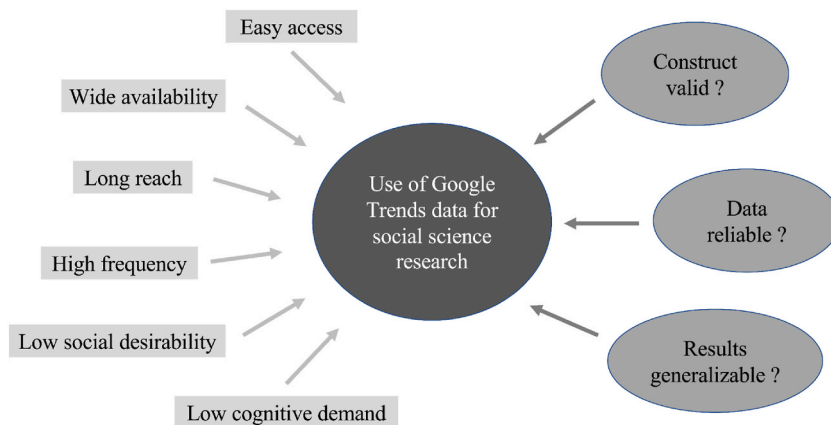 Easy access
Wide availability
Long reach
High frequency
Low social desirability
Low cognitive demand
Use of Google
Trends data for
social science
research
Construct
valid ?
Data
reliable ?
Results
generalizable ?